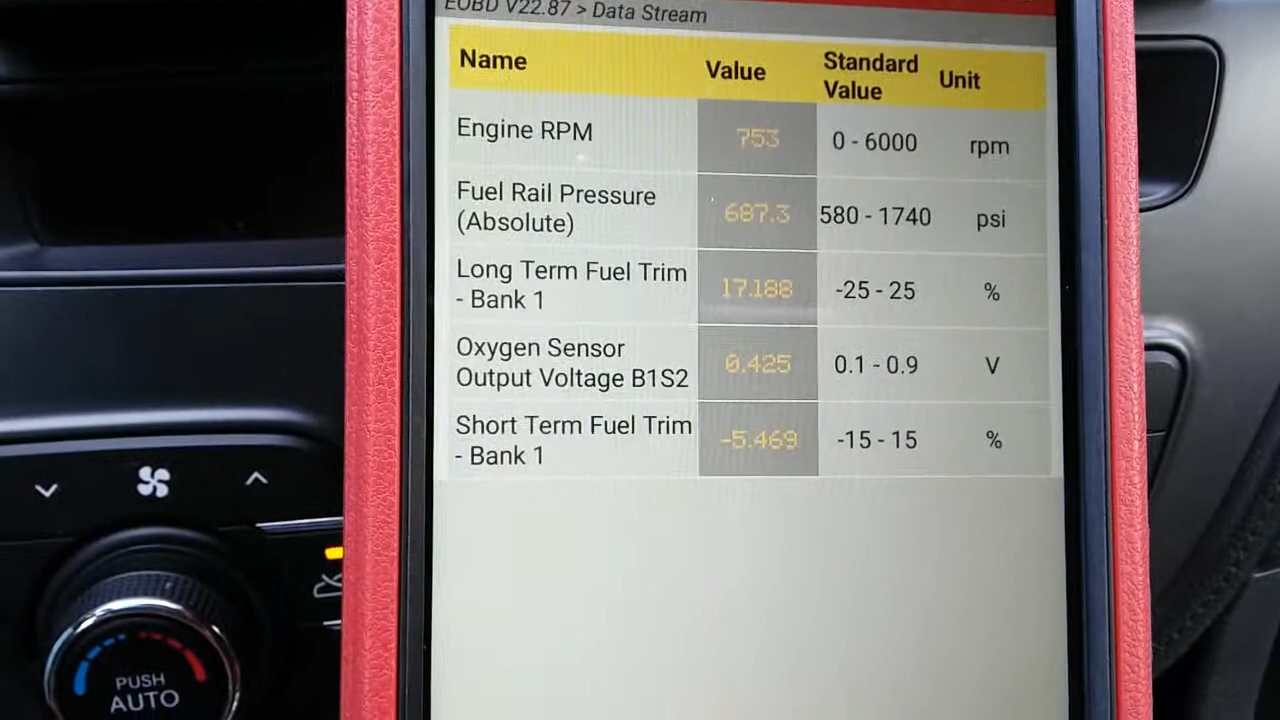 EOBD V22.87 > Data Stream
Name Value Standard Value Unit
Engine RPM 753 0 - 6000 rpm
Fuel Rail Pressure (Absolute) 687.3 580 - 1740 psi
Long Term Fuel Trim - Bank 1 17.188 -25 - 25 %
Oxygen Sensor Output Voltage B1S2 0.425 0.1 - 0.9 V
Short Term Fuel Trim - Bank 1 -5.469 -15 - 15 %
PUSH
AUTO